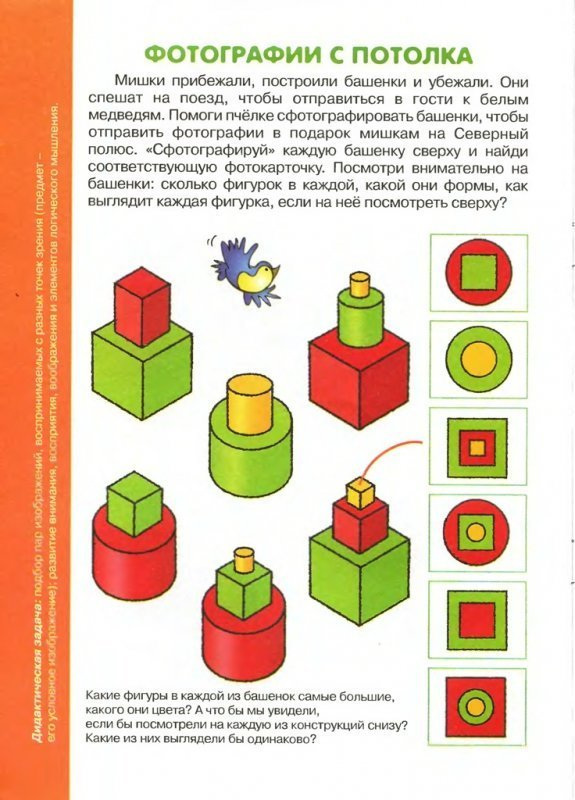 ФОТОГРАФИИ С ПОТОЛКА
Мишки прибежали, построили башенки и убежали. Они
спешат на поезд, чтобы отправиться в гости к белым
медведям. Помоги пчёлке сфотографировать башенки, чтобы
отправить фотографии в подарок мишкам на Северный
полюс. «Сфотографируй» каждую башенку сверху и найди
соответствующую фотокарточку. Посмотри внимательно на
башенки: сколько фигурок в каждой, какой они формы, как
выглядит каждая фигурка, если на неё посмотреть сверху?
Дидактическая задача: подбор пар изображений, воспринимаемых с разных точек зрения (предмет –
его условное изображение); развитие внимания, восприятия, воображения и элементов логического мышления.
Какие фигуры в каждой из башенок самые большие,
какого они цвета? А что бы мы увидели,
если бы посмотрели на каждую из конструкций снизу?
Какие из них выглядели бы одинаково?